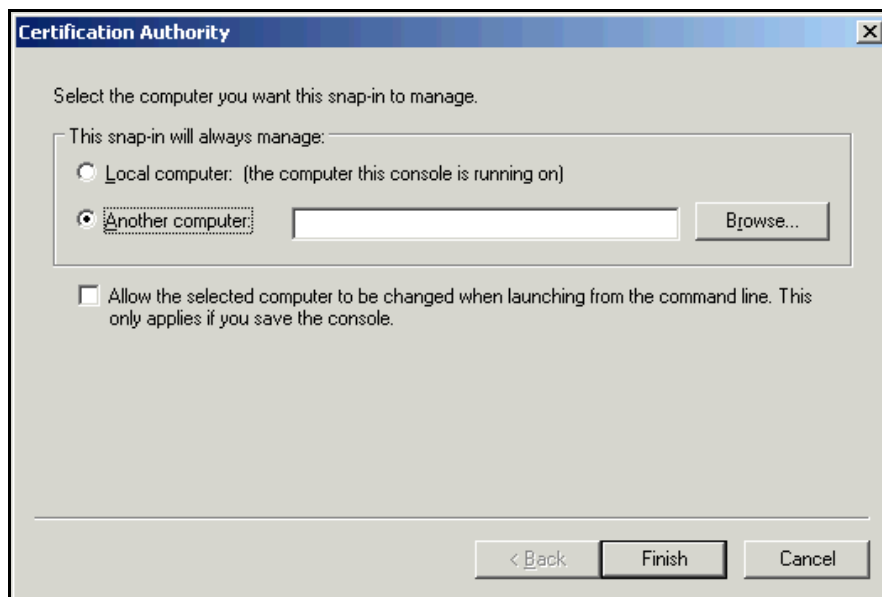 Certification Authority
Select the computer you want this snap-in to manage.
This snap-in will always manage:
Local computer: (the computer this console is running on)
Another computer:
Browse...
Allow the selected computer to be changed when launching from the command line. This
only applies if you save the console.
< Back
Finish
Cancel